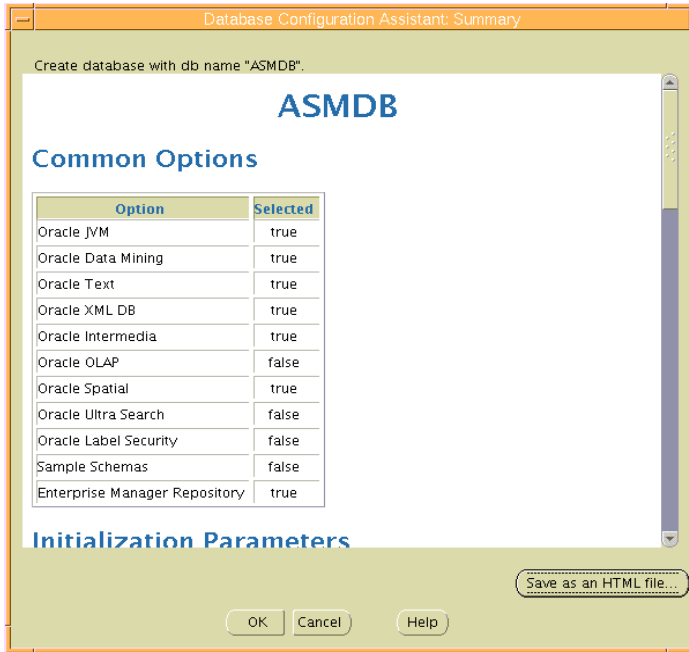 Database Configuration Assistant: Summary
Create database with db name "ASMDB".
ASMDB
Common Options
Option Selected
Oracle JVM true
Oracle Data Mining true
Oracle Text true
Oracle XML DB true
Oracle Intermedia true
Oracle OLAP false
Oracle Spatial true
Oracle Ultra Search false
Oracle Label Security false
Sample Schemas false
Enterprise Manager Repository true
Initialization Parameters
Save as an HTML file...
OK Cancel Help